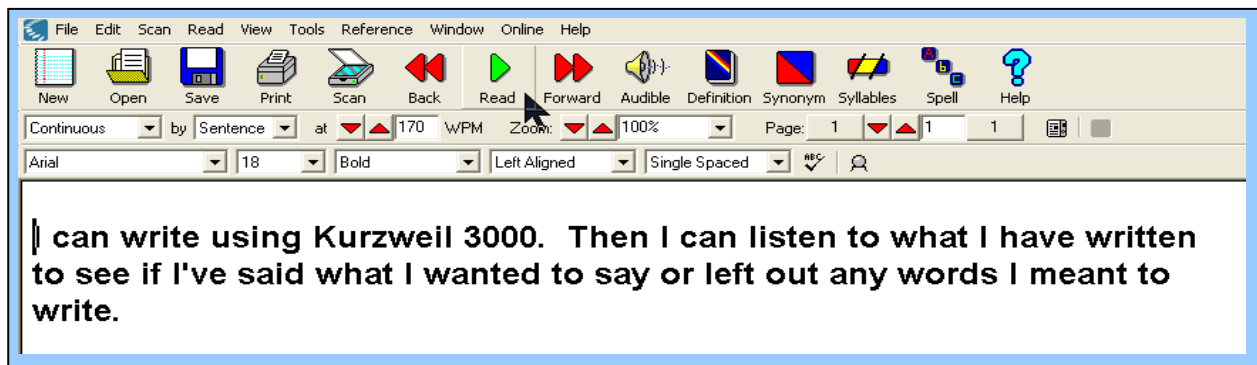 File Edit Scan Read View Tools Reference Window Online Help
New Open Save Print Scan Back Read Forward Audible Definition Synonym Syllables Spell Help
Continuous by Sentence at 170 WPM Zoom: 100% Page: 1 1 1
Arial 18 Bold Left Aligned Single Spaced ABC
I can write using Kurzweil 3000.  Then I can listen to what I have written
to see if I've said what I wanted to say or left out any words I meant to
write.